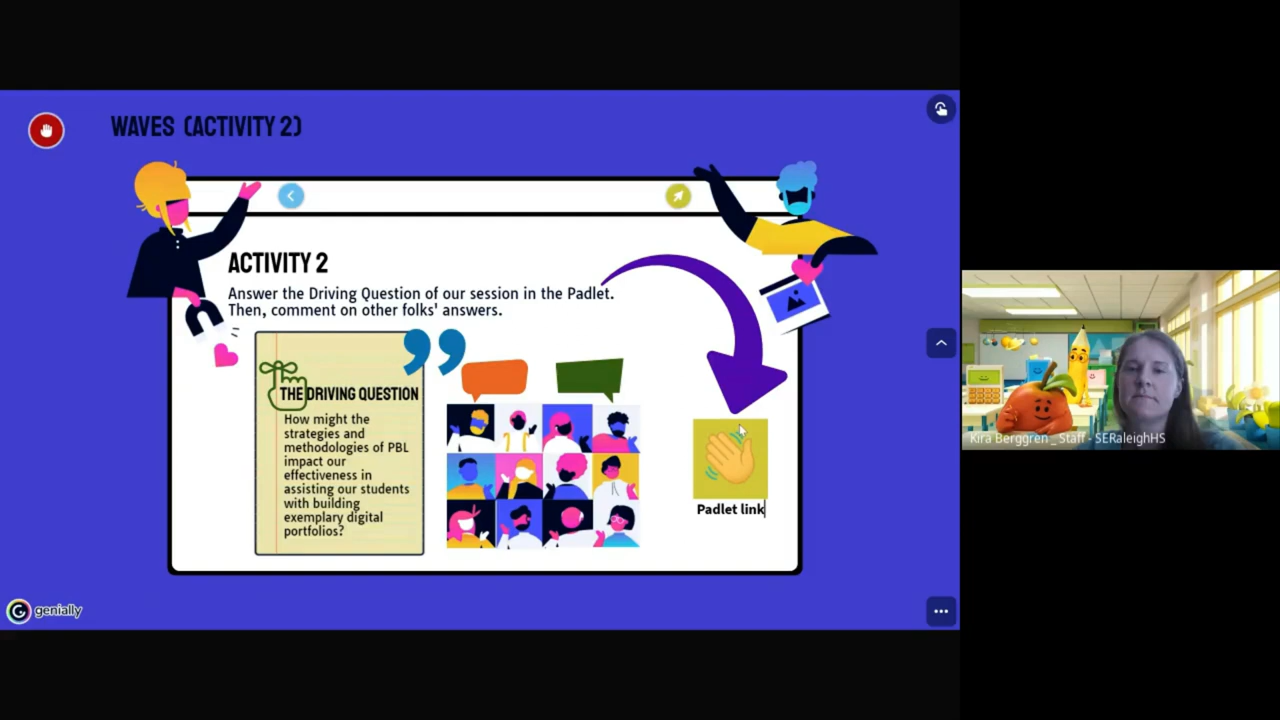 WAVES (ACTIVITY 2)
ACTIVITY 2
Answer the Driving Question of our session in the Padlet.
Then, comment on other folks' answers.
THE DRIVING QUESTION
How might the
strategies and
methodologies of PBL
impact our
effectiveness in
assisting our students
with building
exemplary digital
portfolios?
Padlet link
genially
Kira Berggren _ Staff - SERaleighHS